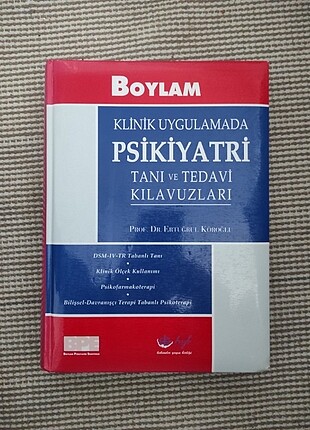 BOYLAM
KLİNİK UYGULAMADA
PSİKİYATRİ
TANI VE TEDAVİ
KILAVUZLARI
PROF. DR. ERTUĞRUL KÖROĞLU
DSM-IV-TR Tabanlı Tanı
Klinik Ölçek Kullanımı
Psikofarmakoterapi
Bilişsel-Davranışçı Terapi Tabanlı Psikoterapi
BPE